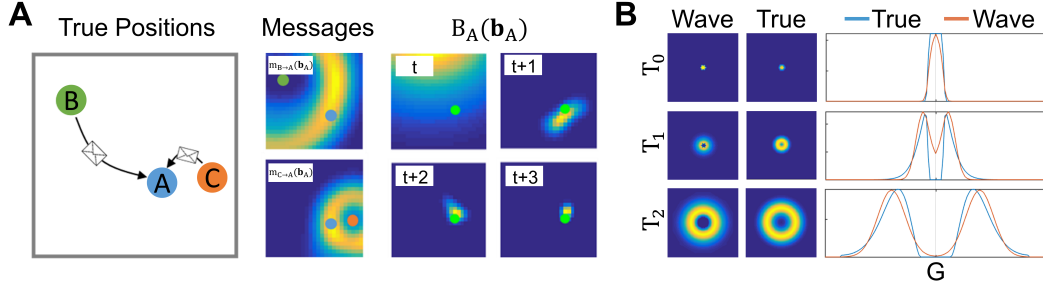 A
True Positions
Messages
B_A(b_A)
B
A
C
m_B→A(b_A)
m_C→A(b_A)
t
t+1
t+2
t+3
B
Wave
True
True
Wave
T_0
T_1
T_2
G